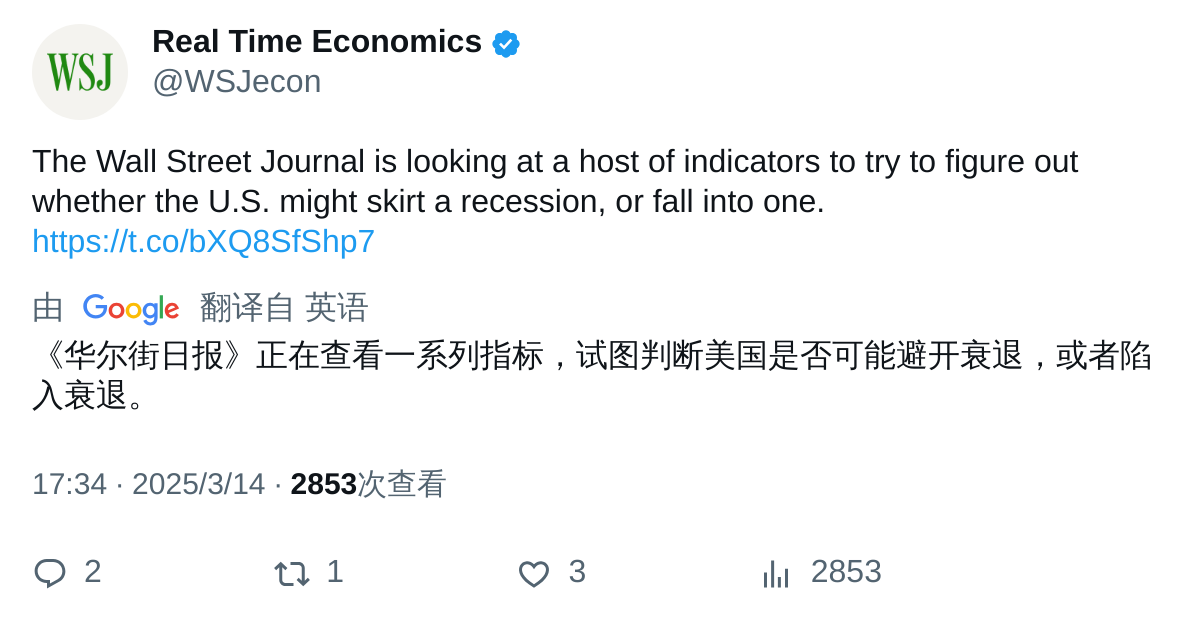 WSJ
Real Time Economics
@WSJecon
The Wall Street Journal is looking at a host of indicators to try to figure out
whether the U.S. might skirt a recession, or fall into one.
https://t.co/bXQ8SfShp7
由 Google 翻译自 英语
《华尔街日报》正在查看一系列指标，试图判断美国是否可能避开衰退，或者陷
入衰退。
17:34 · 2025/3/14 · 2853次查看
2 1 3 2853